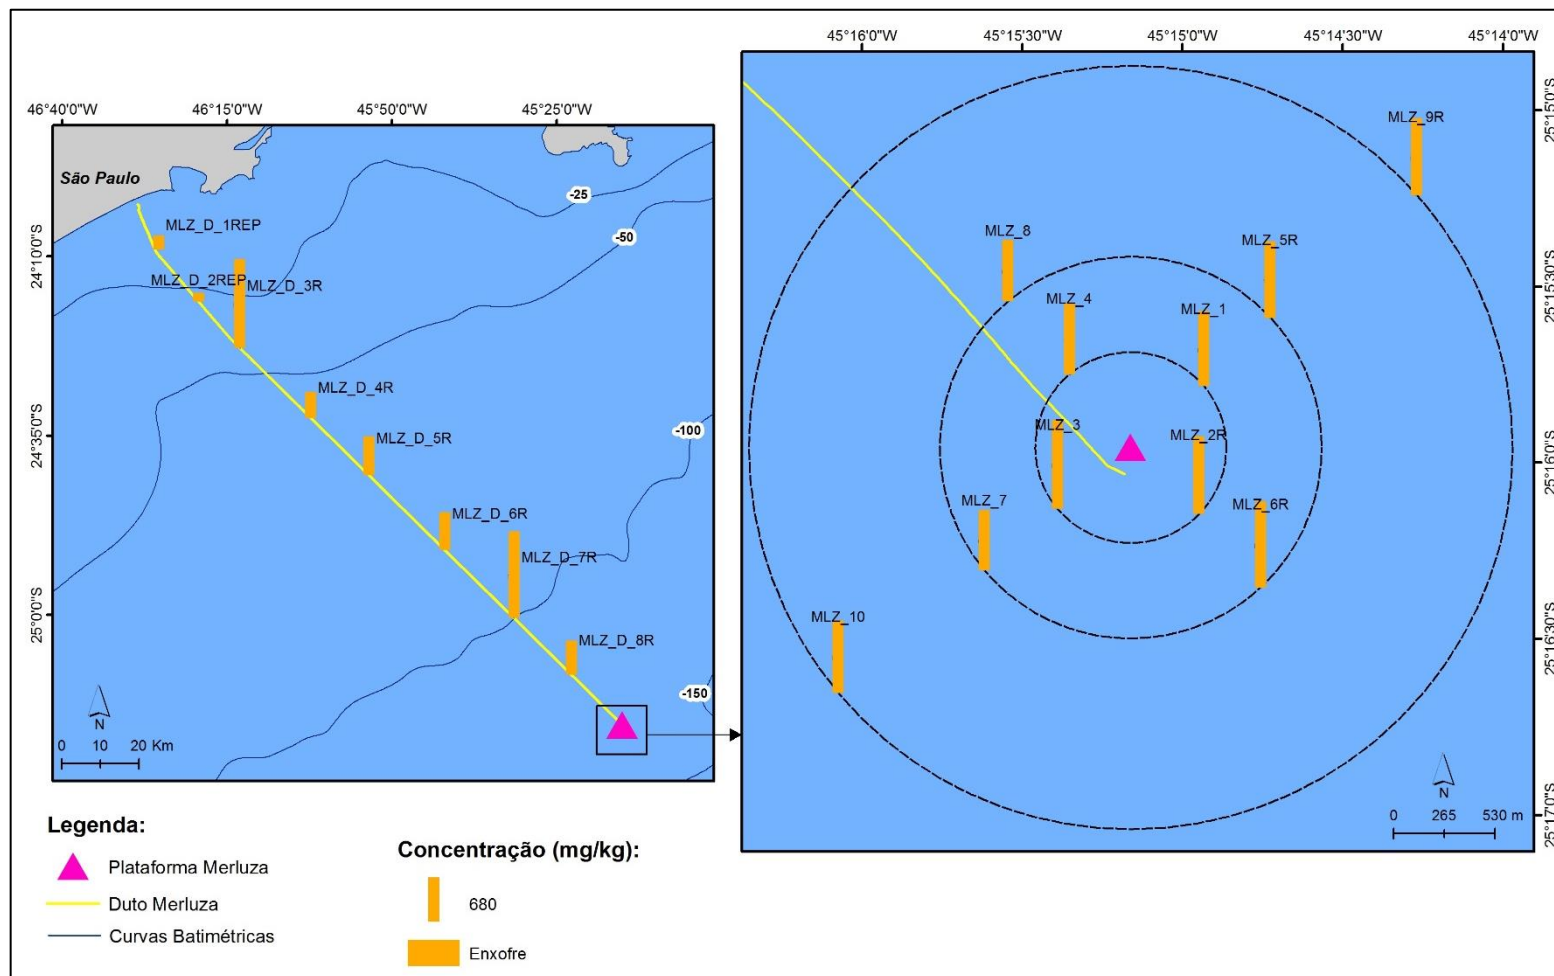 46°40'0"W 46°15'0"W 45°50'0"W 45°25'0"W
24°10'0"S
24°35'0"S
25°0'0"S
São Paulo
-25
-50
-100
-150
MLZ_D_1REP
MLZ_D_2REP
MLZ_D_3R
MLZ_D_4R
MLZ_D_5R
MLZ_D_6R
MLZ_D_7R
MLZ_D_8R
N
0 10 20 Km
45°16'0"W 45°15'30"W 45°15'0"W 45°14'30"W 45°14'0"W
25°15'0"S
25°15'30"S
25°16'0"S
25°16'30"S
25°17'0"S
MLZ_9R
MLZ_8
MLZ_5R
MLZ_4
MLZ_1
MLZ_3
MLZ_2R
MLZ_7
MLZ_6R
MLZ_10
N
0 265 530 m
Legenda:
Plataforma Merluza
Duto Merluza
Curvas Batimétricas
Concentração (mg/kg):
680
Enxofre